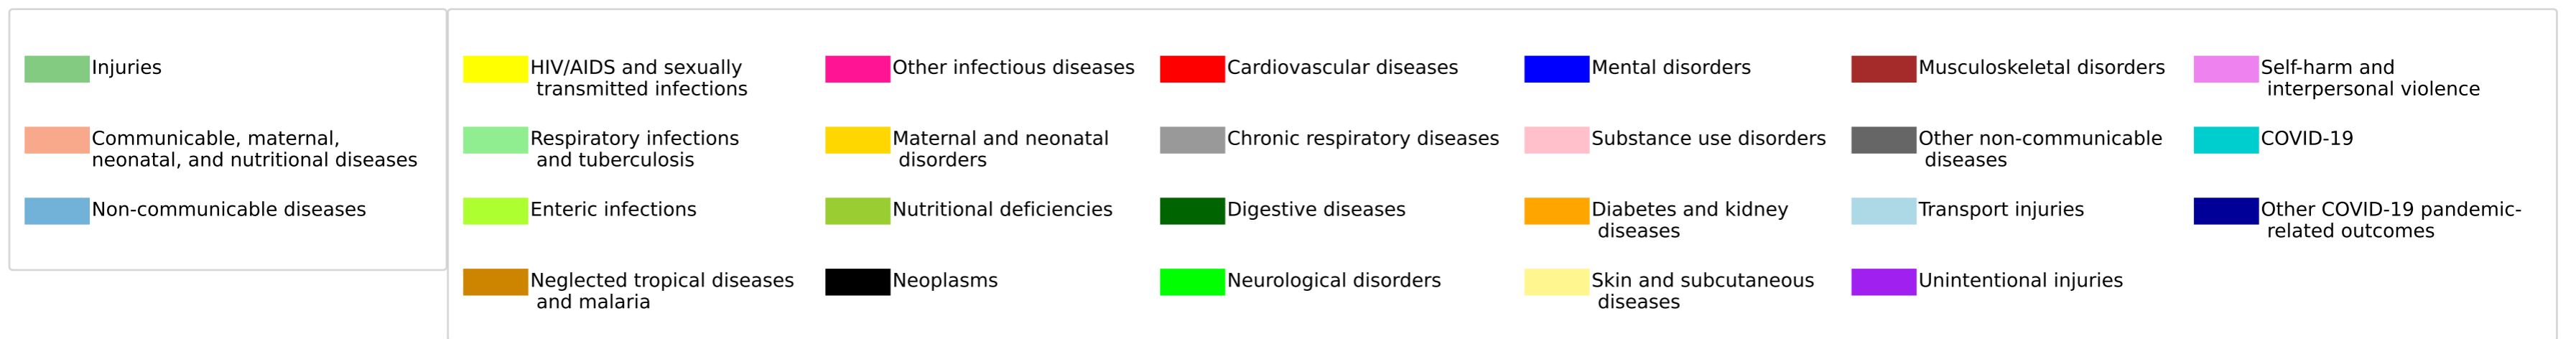 Injuries
Communicable, maternal,
neonatal, and nutritional diseases
Non-communicable diseases
HIV/AIDS and sexually
transmitted infections
Respiratory infections
and tuberculosis
Enteric infections
Neglected tropical diseases
and malaria
Other infectious diseases
Maternal and neonatal
disorders
Nutritional deficiencies
Neoplasms
Cardiovascular diseases
Chronic respiratory diseases
Digestive diseases
Neurological disorders
Mental disorders
Substance use disorders
Diabetes and kidney
diseases
Skin and subcutaneous
diseases
Musculoskeletal disorders
Other non-communicable
diseases
Transport injuries
Unintentional injuries
Self-harm and
interpersonal violence
COVID-19
Other COVID-19 pandemic-
related outcomes